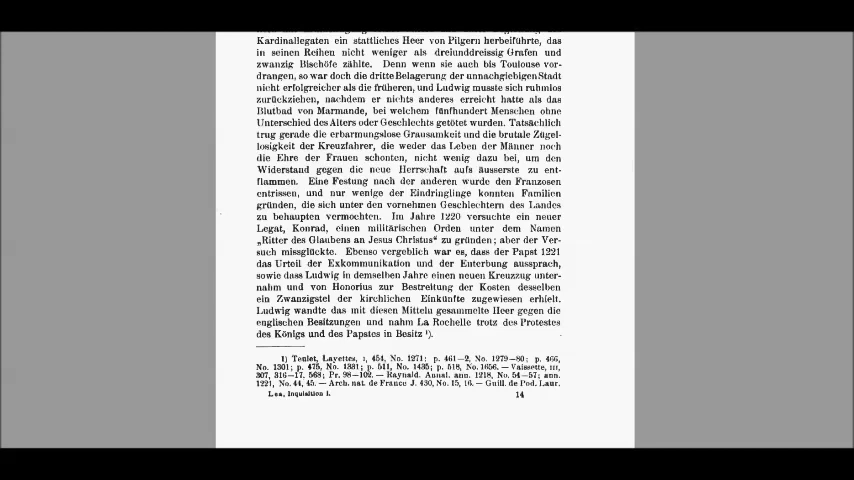 Kardinallegaten ein stattliches Heer von Pilgern herbeiführte, das
in seinen Reihen nicht weniger als dreiunddreissig Grafen und
zwanzig Bischöfe zählte. Denn wenn sie auch bis Toulouse vor-
drangen, so war doch die dritte Belagerung der unnachgiebigen Stadt
nicht erfolgreicher als die früheren, und Ludwig musste sich ruhmlos
zurückziehen, nachdem er nichts anderes erreicht hatte als das
Blutbad von Marmande, bei welchem fünfhundert Menschen ohne
Unterschied des Alters oder Geschlechts getötet wurden. Tatsächlich
trug gerade die erbarmungslose Grausamkeit und die brutale Zügel-
losigkeit der Kreuzfahrer, die weder das Leben der Männer noch
die Ehre der Frauen schonten, nicht wenig dazu bei, um den
Widerstand gegen die neue Herrschaft aufs äusserste zu ent-
flammen. Eine Festung nach der anderen wurde den Franzosen
entrissen, und nur wenige der Eindringlinge konnten Familien
gründen, die sich unter den vornehmen Geschlechtern des Landes
zu behaupten vermochten. Im Jahre 1220 versuchte ein neuer
Legat, Konrad, einen militärischen Orden unter dem Namen
„Ritter des Glaubens an Jesus Christus“ zu gründen; aber der Ver-
such missglückte. Ebenso vergeblich war es, dass der Papst 1221
das Urteil der Exkommunikation und der Enterbung aussprach,
sowie dass Ludwig in demselben Jahre einen neuen Kreuzzug unter-
nahm und von Honorius zur Bestreitung der Kosten desselben
ein Zwanzigstel der kirchlichen Einkünfte zugewiesen erhielt.
Ludwig wandte das mit diesen Mitteln gesammelte Heer gegen die
englischen Besitzungen und nahm La Rochelle trotz des Protestes
des Königs und des Papstes in Besitz ¹).
1) Teulet, Layettes, I, 454, No. 1271; p. 461—2, No. 1279—80; p. 466,
No. 1301; p. 475, No. 1331; p. 511, No. 1435; p. 518, No. 1656. — Vaissette, III,
307, 316—17, 568; Pr. 98—102. — Raynald. Annal. ann. 1218, No. 54—57; ann.
1221, No. 44, 45. — Arch. nat. de France J. 430, No. 15, 16. — Guill. de Pod. Laur.
Lea, Inquisition I. 14